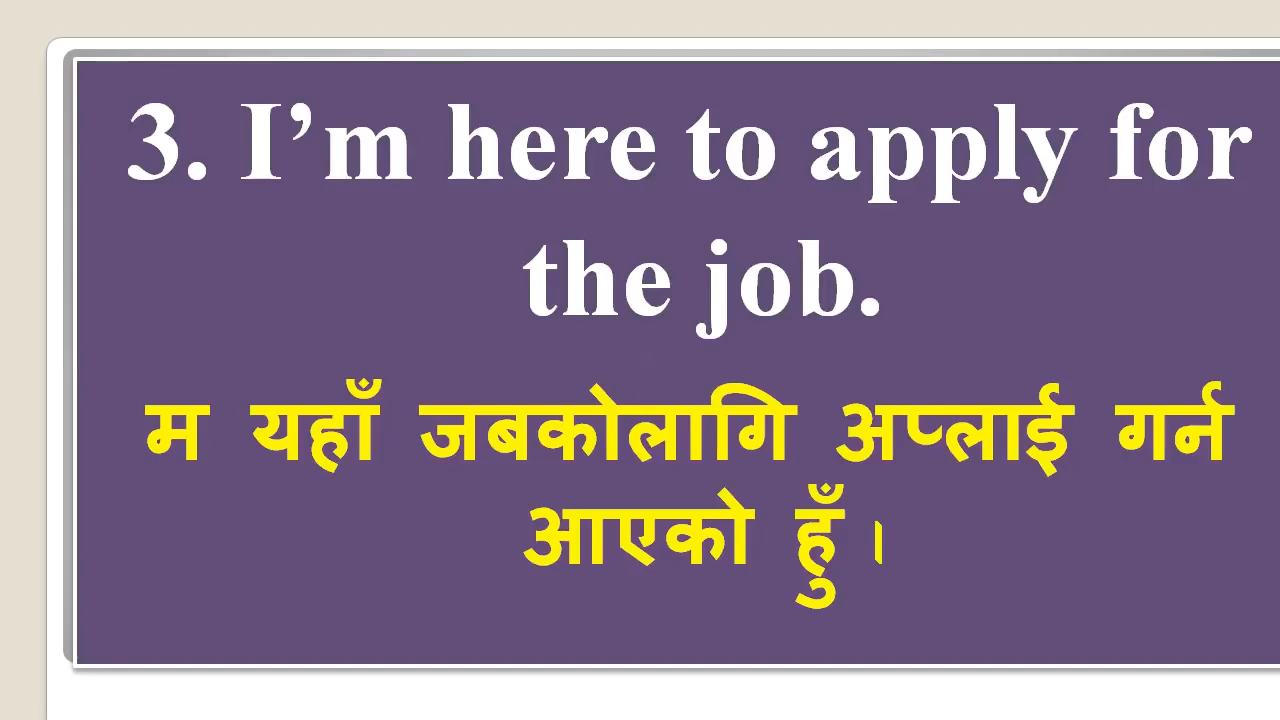 3. I’m here to apply for
the job.
म यहाँ जबकोलागि अप्लाई गर्न
आएको हुँ।